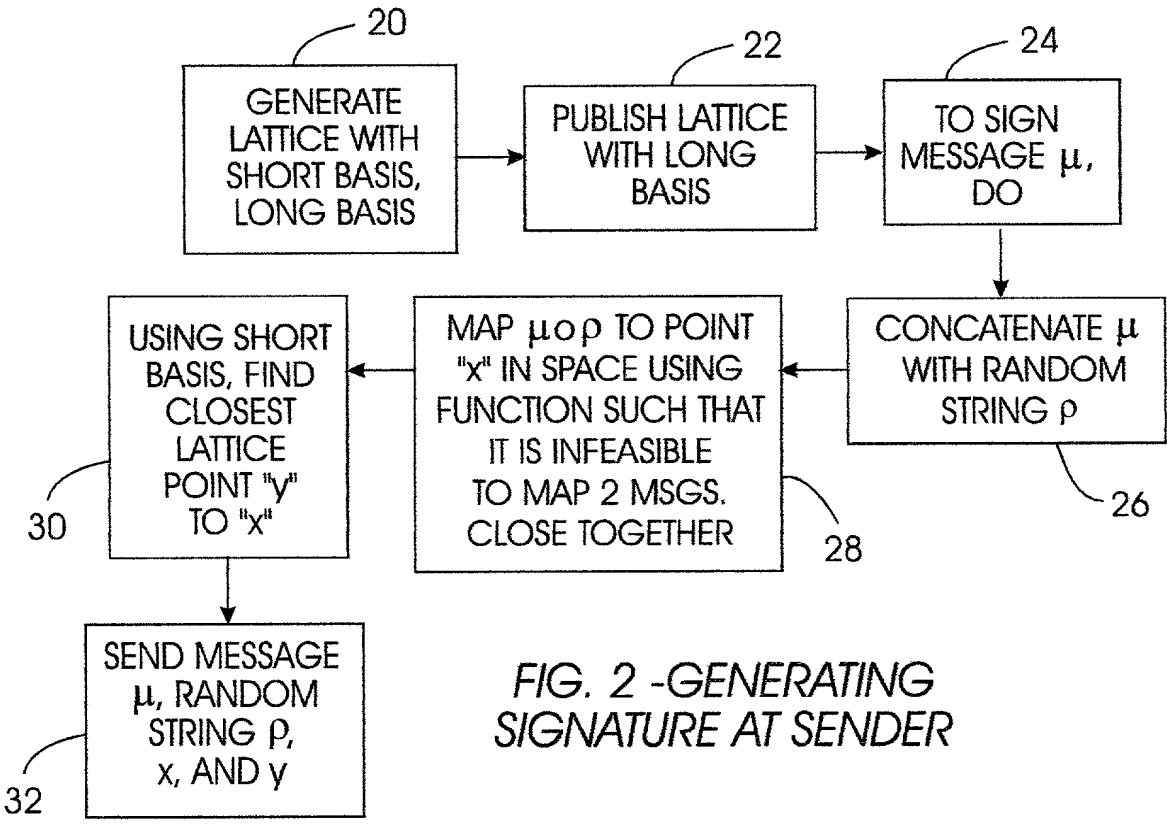 20
GENERATE
LATTICE WITH
SHORT BASIS,
LONG BASIS
22
PUBLISH LATTICE
WITH LONG
BASIS
24
TO SIGN
MESSAGE μ,
DO
CONCATENATE μ
WITH RANDOM
STRING ρ
26
MAP μoρ TO POINT
"x" IN SPACE USING
FUNCTION SUCH THAT
IT IS INFEASIBLE
TO MAP 2 MSGS.
CLOSE TOGETHER
28
USING SHORT
BASIS, FIND
CLOSEST
LATTICE
POINT "y"
TO "x"
30
SEND MESSAGE
μ, RANDOM
STRING ρ,
x, AND y
32
FIG. 2 -GENERATING
SIGNATURE AT SENDER